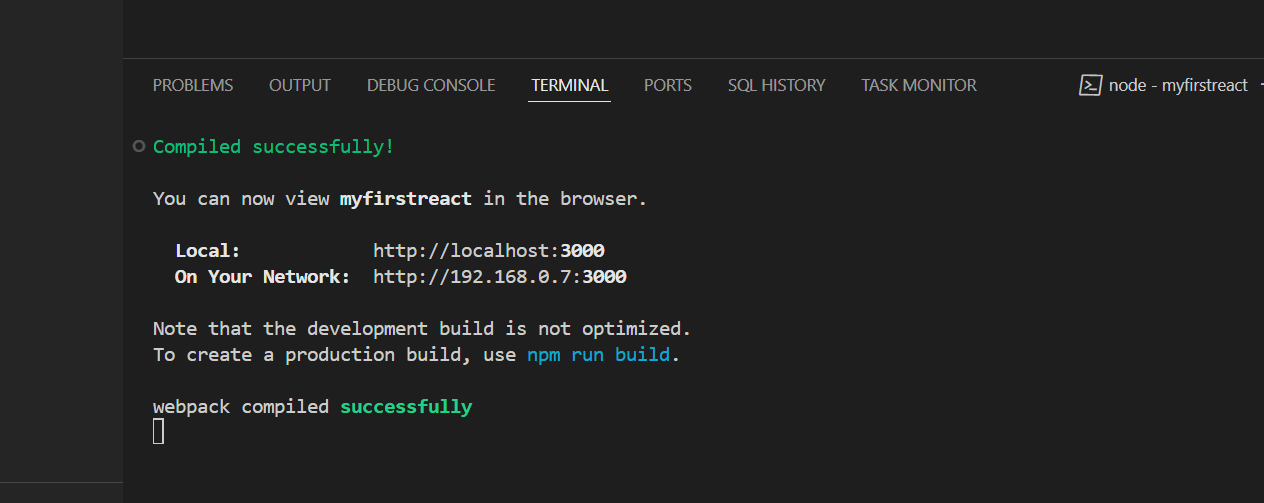 PROBLEMS OUTPUT DEBUG CONSOLE TERMINAL PORTS SQL HISTORY TASK MONITOR node - myfirstreact
Compiled successfully!
You can now view myfirstreact in the browser.
Local: http://localhost:3000
On Your Network: http://192.168.0.7:3000
Note that the development build is not optimized.
To create a production build, use npm run build.
webpack compiled successfully